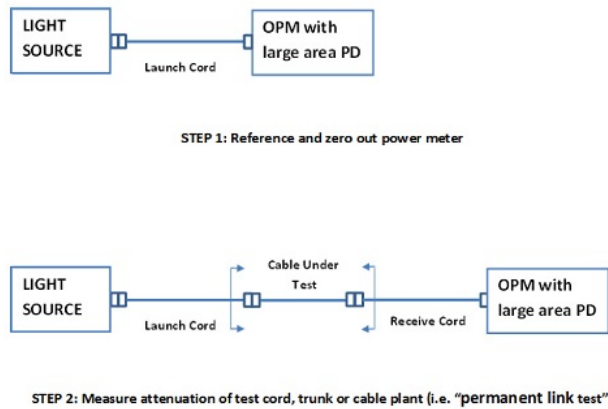 LIGHT
SOURCE
OPM with
large area PD
Launch Cord
STEP 1: Reference and zero out power meter
Cable Under
Test
LIGHT
SOURCE
OPM with
large area PD
Launch Cord
Receive Cord
STEP 2: Measure attenuation of test cord, trunk or cable plant (i.e. “permanent link test”